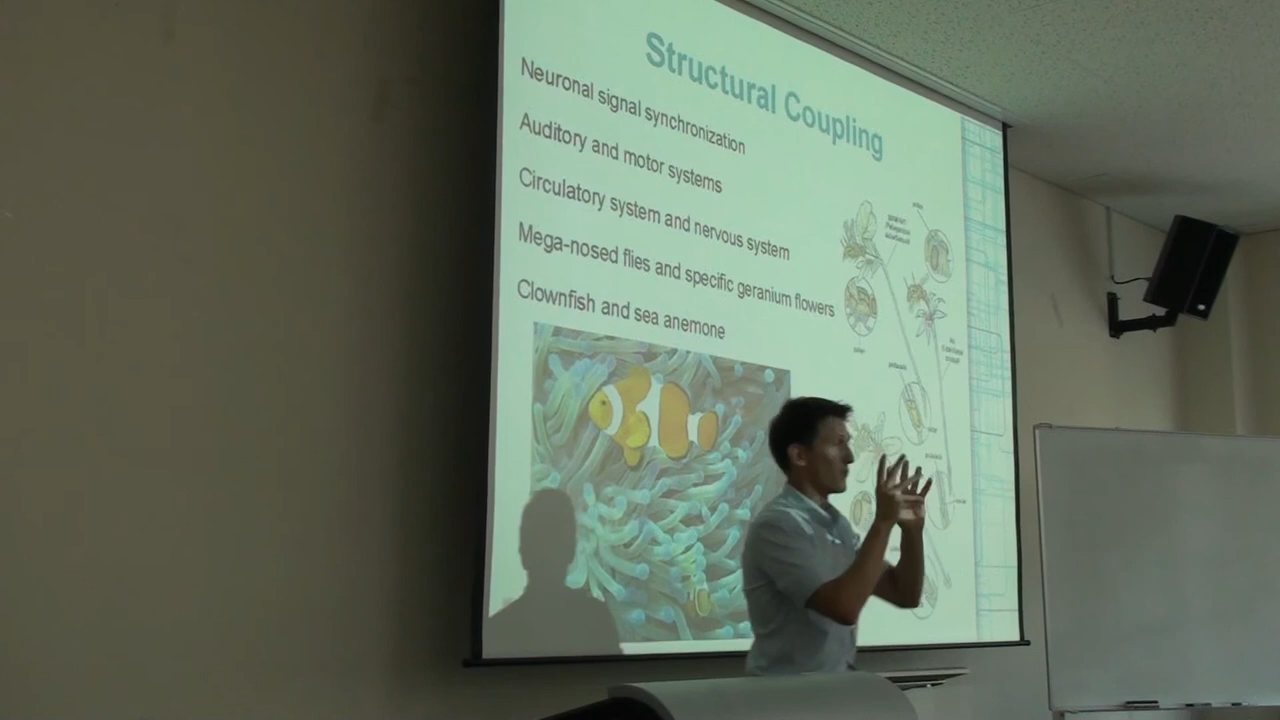 Structural Coupling
Neuronal signal synchronization
Auditory and motor systems
Circulatory system and nervous system
Mega-nosed flies and specific geranium flowers
Clownfish and sea anemone